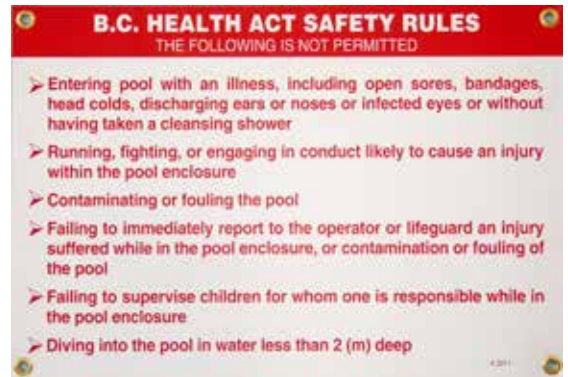 B.C. HEALTH ACT SAFETY RULES
THE FOLLOWING IS NOT PERMITTED
Entering pool with an illness, including open sores, bandages,
head colds, discharging ears or noses or infected eyes or without
having taken a cleansing shower
Running, fighting, or engaging in conduct likely to cause an injury
within the pool enclosure
Contaminating or fouling the pool
Failing to immediately report to the operator or lifeguard an injury
suffered while in the pool enclosure, or contamination or fouling of
the pool
Failing to supervise children for whom one is responsible while in
the pool enclosure
Diving into the pool in water less than 2 (m) deep